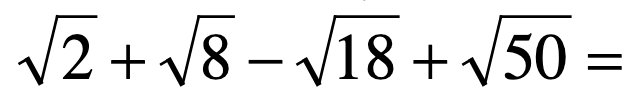 √2 + √8 − √18 + √50 =